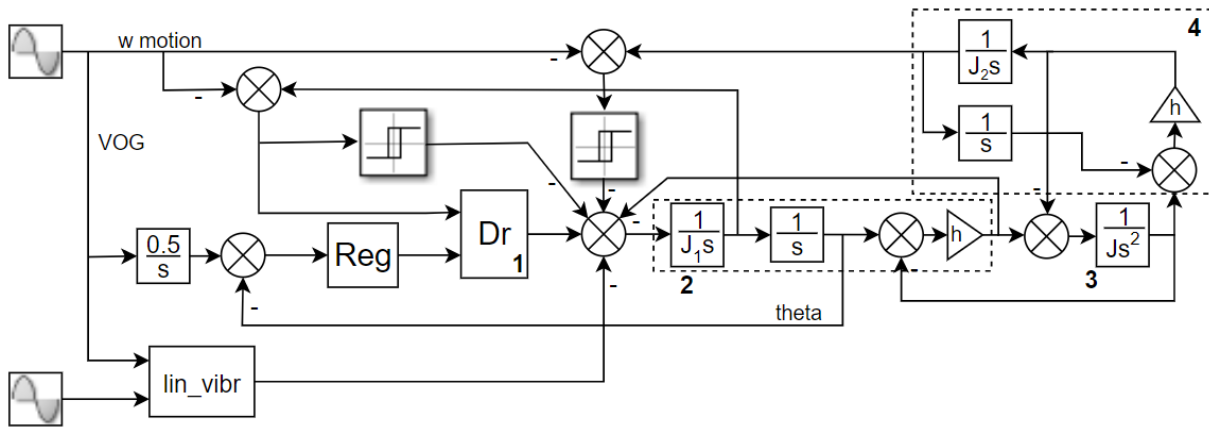 w motion
4
1
J₂s
h
VOG
1
s
0.5
s
Reg
Dr
1
1
J₁s
1
s
h
1
Js²
2
3
theta
lin_vibr
-
-
-
-
-
-
-
-
-
-